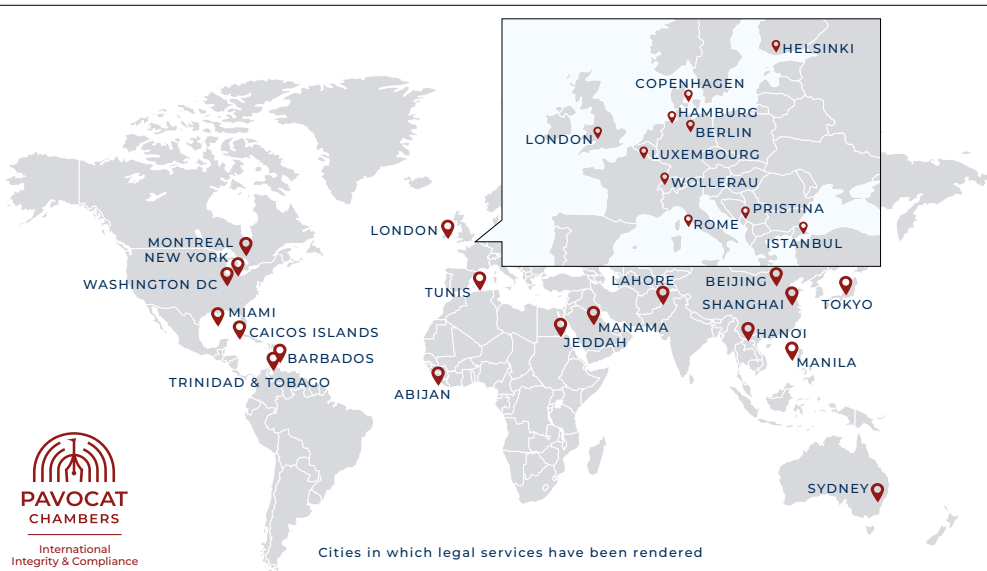 HELSINKI
COPENHAGEN
HAMBURG
BERLIN
LONDON
LUXEMBOURG
WOLLERAU
PRISTINA
ROME
ISTANBUL
LONDON
MONTREAL
NEW YORK
WASHINGTON DC
TUNIS
LAHORE
BEIJING
SHANGHAI
TOKYO
MIAMI
CAICOS ISLANDS
MANAMA
JEDDAH
HANOI
BARBADOS
MANILA
TRINIDAD & TOBAGO
ABIJAN
SYDNEY
PAVOCAT
CHAMBERS
International
Integrity & Compliance
Cities in which legal services have been rendered